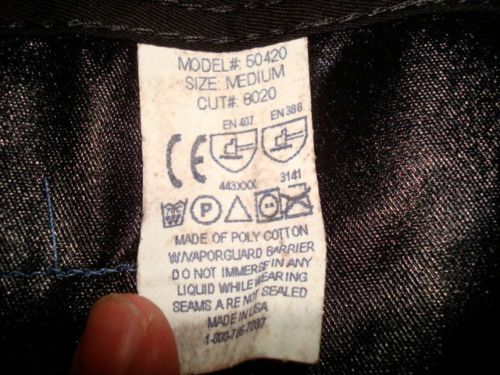 MODEL#: 50420
SIZE: MEDIUM
CUT#: 8020
EN 407 EN 388
CE
443XXX 3141
P
MADE OF POLY COTTON
W/VAPORGUARD BARRIER
DO NOT IMMERSE IN ANY
LIQUID WHILE WEARING
SEAMS ARE NOT SEALED
MADE IN USA